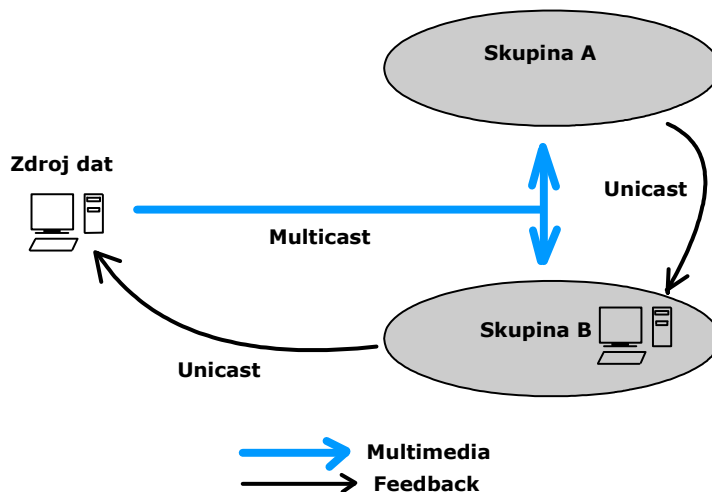 Skupina A
Zdroj dat
Unicast
Multicast
Skupina B
Unicast
Multimedia
Feedback